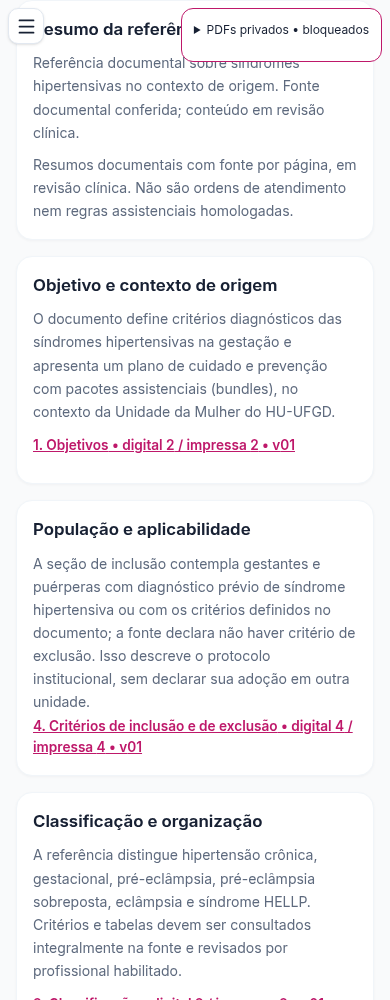 esumo da referê
▶ PDFs privados • bloqueados
Referência documental sobre síndromes
hipertensivas no contexto de origem. Fonte
documental conferida; conteúdo em revisão
clínica.
Resumos documentais com fonte por página, em
revisão clínica. Não são ordens de atendimento
nem regras assistenciais homologadas.
Objetivo e contexto de origem
O documento define critérios diagnósticos das
síndromes hipertensivas na gestação e
apresenta um plano de cuidado e prevenção
com pacotes assistenciais (bundles), no
contexto da Unidade da Mulher do HU-UFGD.
1. Objetivos • digital 2 / impressa 2 • v01
População e aplicabilidade
A seção de inclusão contempla gestantes e
puérperas com diagnóstico prévio de síndrome
hipertensiva ou com os critérios definidos no
documento; a fonte declara não haver critério de
exclusão. Isso descreve o protocolo
institucional, sem declarar sua adoção em outra
unidade.
4. Critérios de inclusão e de exclusão • digital 4 /
impressa 4 • v01
Classificação e organização
A referência distingue hipertensão crônica,
gestacional, pré-eclâmpsia, pré-eclâmpsia
sobreposta, eclâmpsia e síndrome HELLP.
Critérios e tabelas devem ser consultados
integralmente na fonte e revisados por
profissional habilitado.